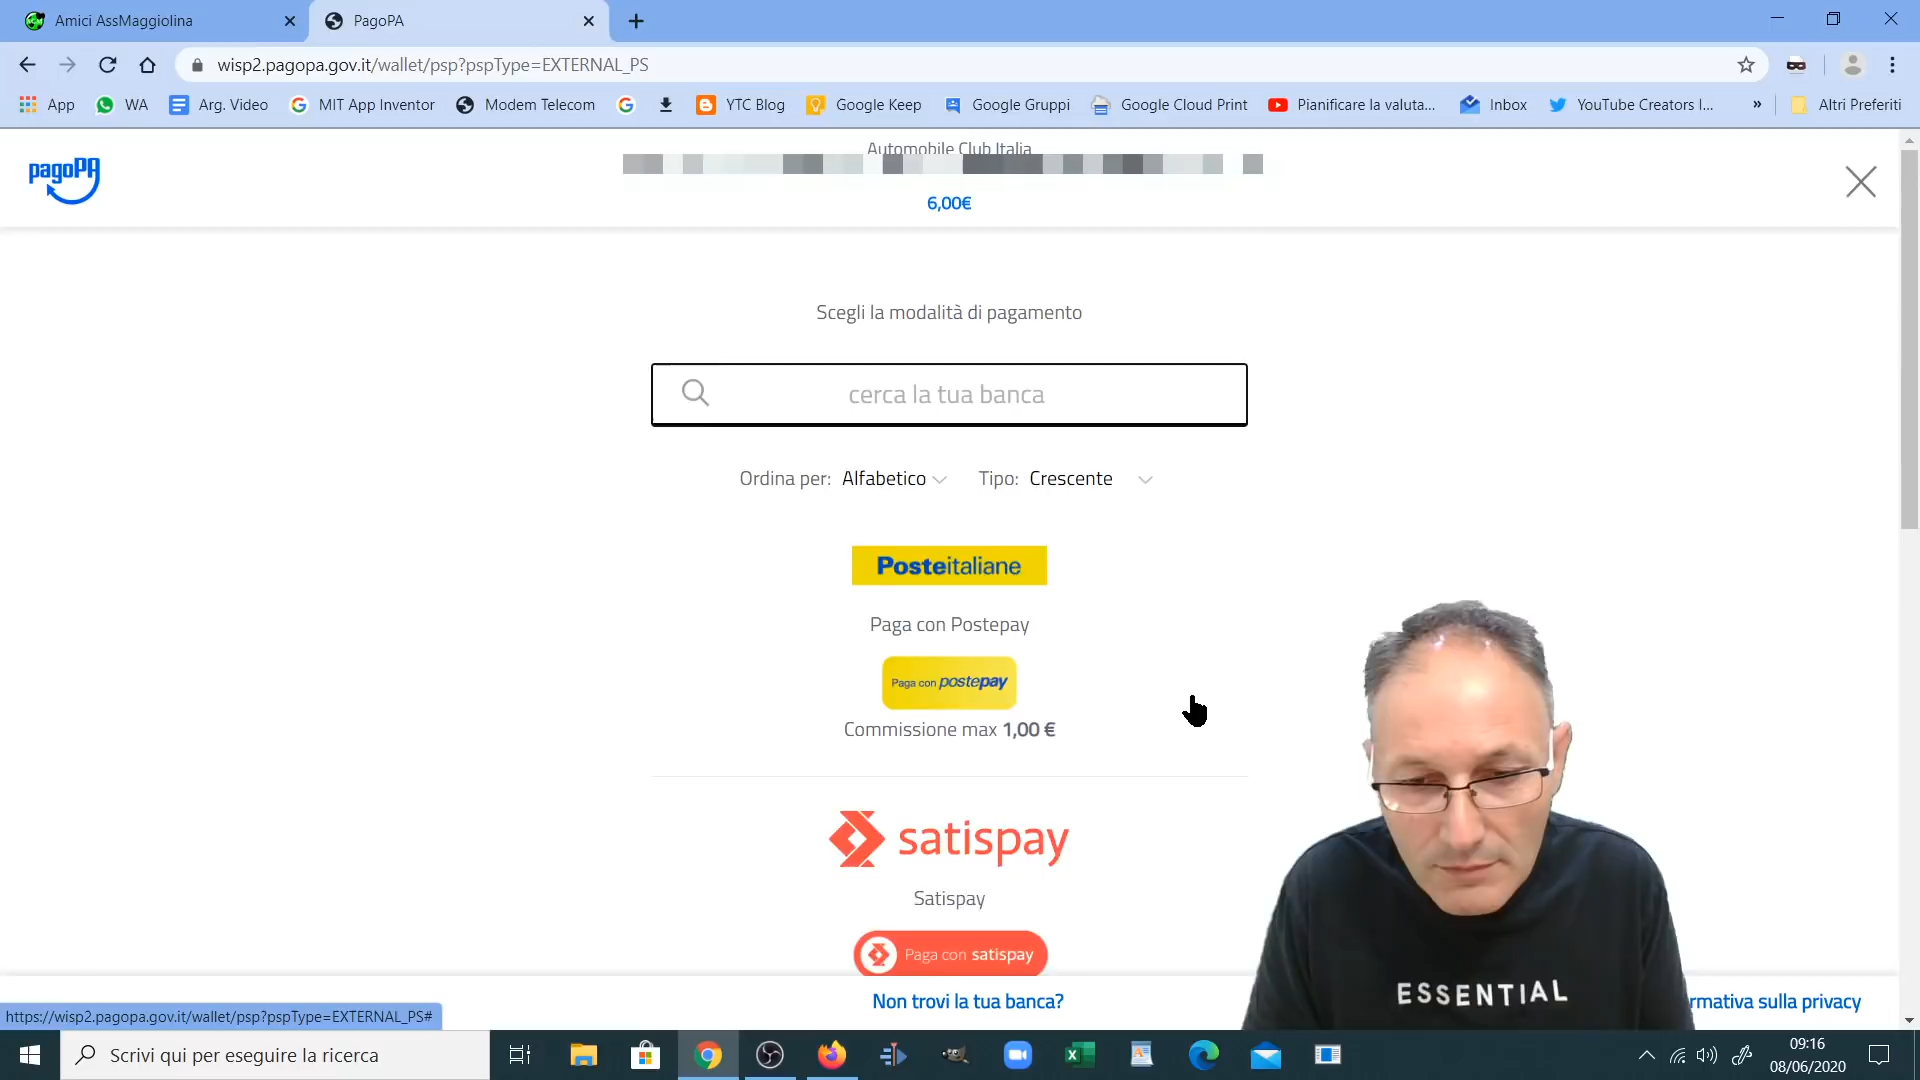 Amici AssMaggiolina
PagoPA
wisp2.pagopa.gov.it/wallet/psp?pspType=EXTERNAL_PS
App
WA
Arg. Video
MIT App Inventor
Modem Telecom
YTC Blog
Google Keep
Google Gruppi
Google Cloud Print
Pianificare la valuta...
Inbox
YouTube Creators I...
»
Altri Preferiti
pagoPA
Automobile Club Italia
6,00€
Scegli la modalità di pagamento
cerca la tua banca
Ordina per: Alfabetico
Tipo: Crescente
Posteitaliane
Paga con Postepay
Paga con postepay
Commissione max 1,00 €
satispay
Satispay
Paga con satispay
ESSENTIAL
Non trovi la tua banca?
rmativa sulla privacy
https://wisp2.pagopa.gov.it/wallet/psp?pspType=EXTERNAL_PS#
Scrivi qui per eseguire la ricerca
09:16
08/06/2020